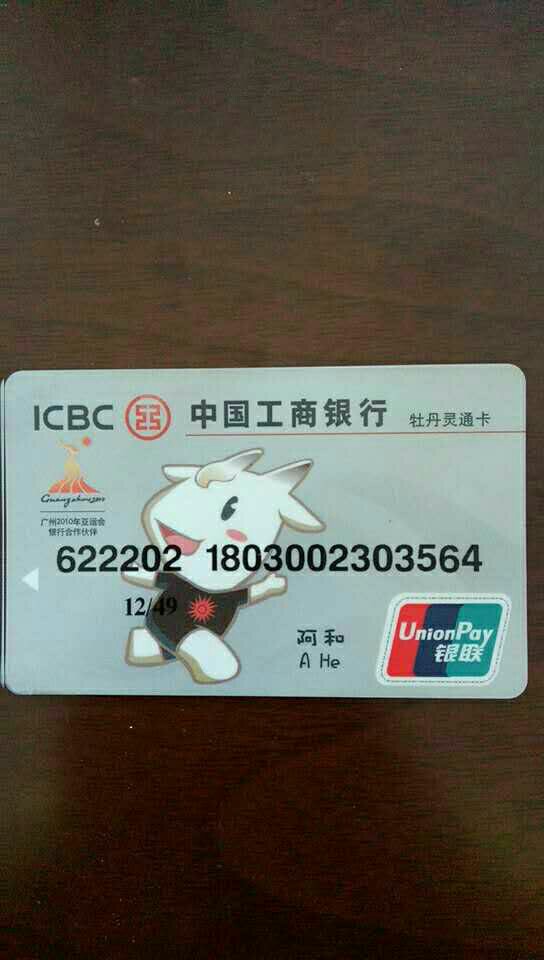 ICBC 中国工商银行 牡丹灵通卡
Guangzhou2010
广州2010年亚运会
银行合作伙伴
622202 1803002303564
12/49
阿和
A He
UnionPay
银联